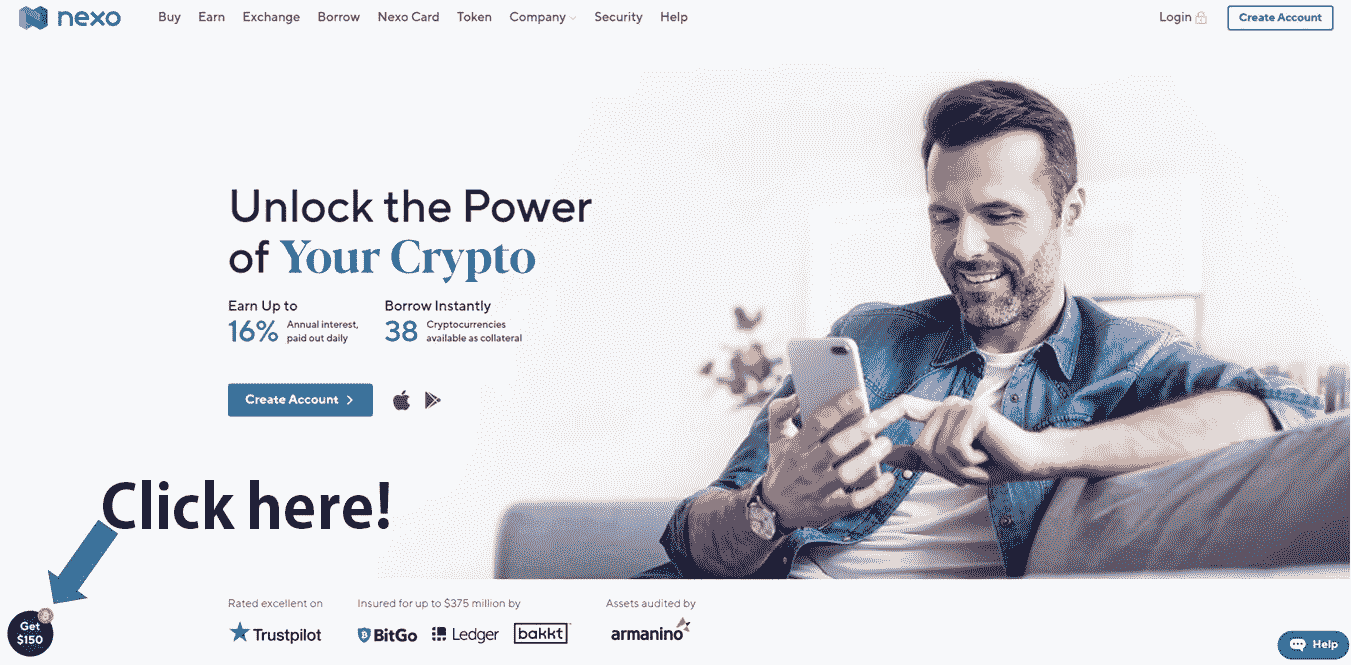 nexo Buy Earn Exchange Borrow Nexo Card Token Company Security Help Login Create Account
Unlock the Power
of Your Crypto
Earn Up to
16% Annual interest,
paid out daily
Borrow Instantly
38 Cryptocurrencies
available as collateral
Create Account
Click here!
Get
$150
Rated excellent on
Trustpilot
Insured for up to $375 million by
BitGo Ledger bakkt
Assets audited by
armanino
Help